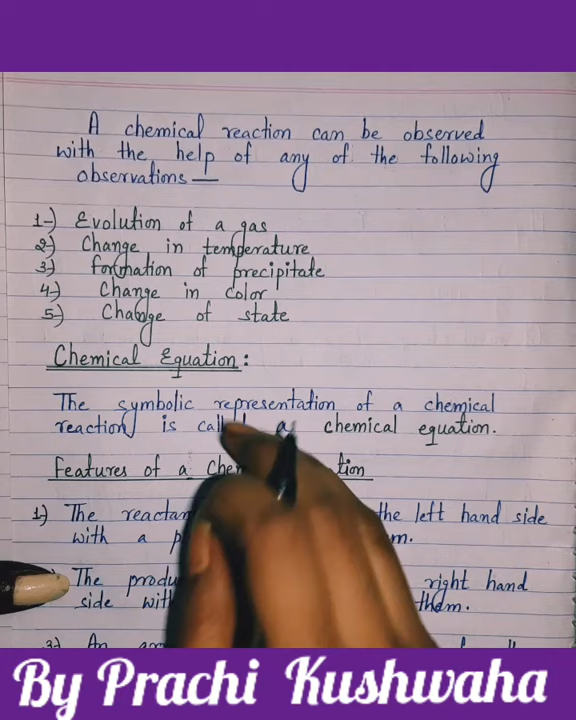 A chemical reaction can be observed
with the help of any of the following
observations —
1-) Evolution of a gas
2-) Change in temperature
3-) formation of precipitate
4-) Change in color
5-) Change of state
Chemical Equation :
The symbolic representation of a chemical
reaction is a chemical equation.
Features of a
1) The the left hand side
with a
The right hand
side them.
3) An
By Prachi Kushwaha